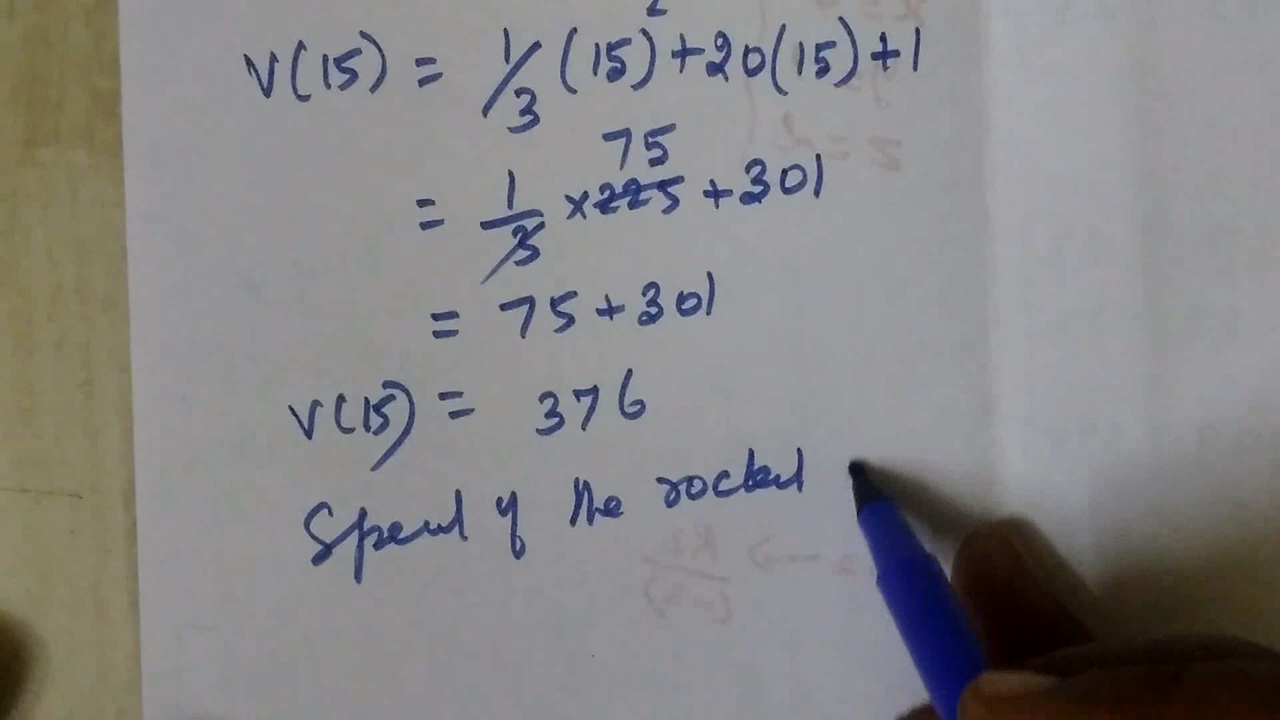 V(15) = 1/3 (15)² + 20(15) + 1
= 1/3 × 225 + 301
75
= 75 + 301
V(15) = 376
Speed of the rocket